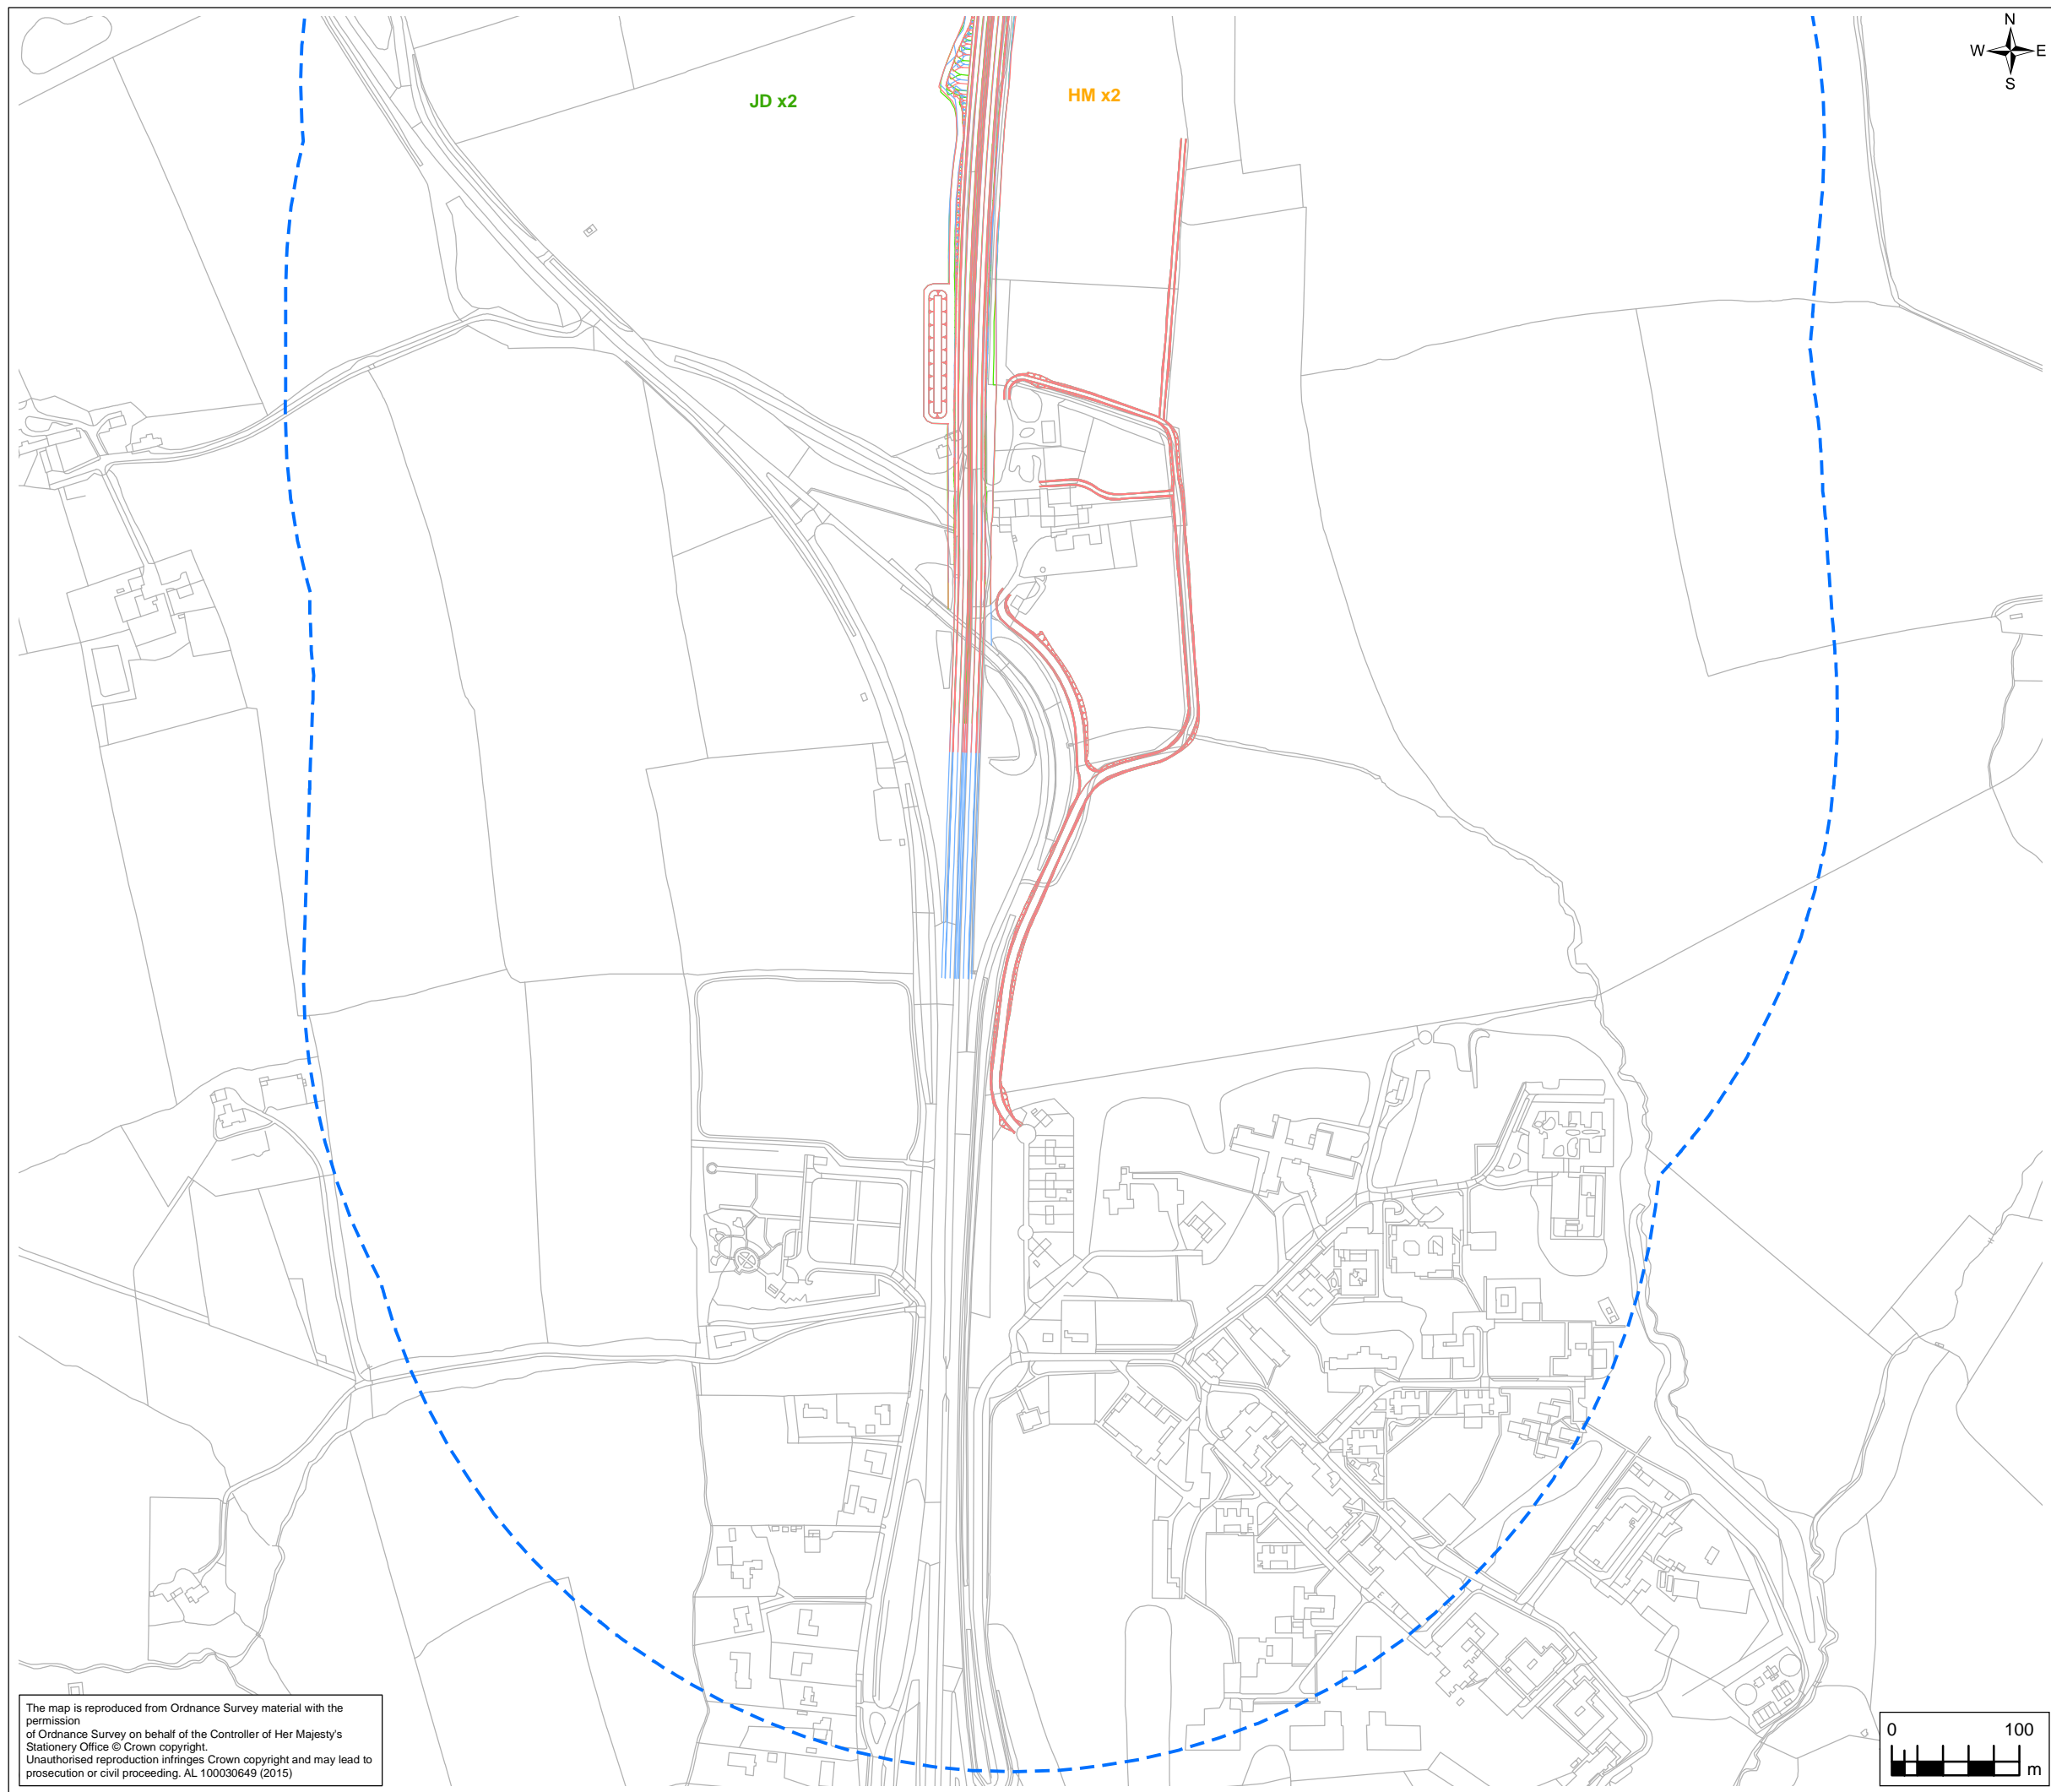 N
W E
S
JD x2
HM x2
The map is reproduced from Ordnance Survey material with the
permission
of Ordnance Survey on behalf of the Controller of Her Majesty's
Stationery Office © Crown copyright.
Unauthorised reproduction infringes Crown copyright and may lead to
prosecution or civil proceeding. AL 100030649 (2015)
0 100
m